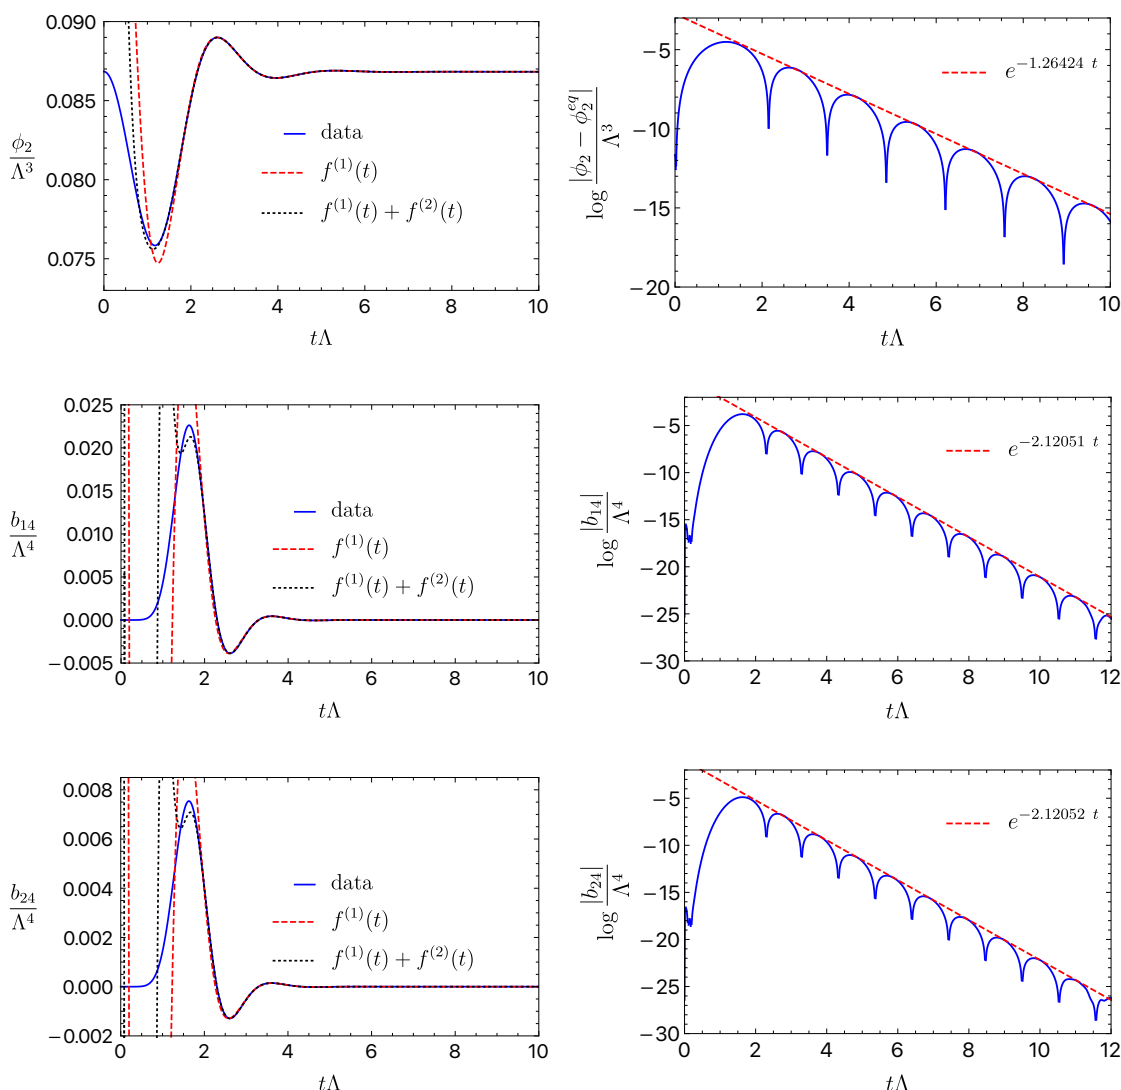 0.090
0.085
0.080
0.075
ϕ₂/Λ³
data
f⁽¹⁾(t)
f⁽¹⁾(t) + f⁽²⁾(t)
0 2 4 6 8 10
tΛ
−5
−10
−15
−20
log |ϕ₂ − ϕ₂^{eq}|/Λ³
e^{−1.26424 t}
0 2 4 6 8 10
tΛ
0.025
0.020
0.015
0.010
0.005
0.000
−0.005
b₁₄/Λ⁴
data
f⁽¹⁾(t)
f⁽¹⁾(t) + f⁽²⁾(t)
0 2 4 6 8 10
tΛ
−5
−10
−15
−20
−25
−30
log |b₁₄|/Λ⁴
e^{−2.12051 t}
0 2 4 6 8 10 12
tΛ
0.008
0.006
0.004
0.002
0.000
−0.002
b₂₄/Λ⁴
data
f⁽¹⁾(t)
f⁽¹⁾(t) + f⁽²⁾(t)
0 2 4 6 8 10
tΛ
−5
−10
−15
−20
−25
−30
log |b₂₄|/Λ⁴
e^{−2.12052 t}
0 2 4 6 8 10 12
tΛ